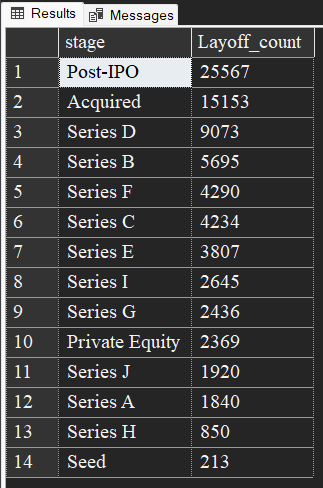 Results Messages
stage Layoff_count
1 Post-IPO 25567
2 Acquired 15153
3 Series D 9073
4 Series B 5695
5 Series F 4290
6 Series C 4234
7 Series E 3807
8 Series I 2645
9 Series G 2436
10 Private Equity 2369
11 Series J 1920
12 Series A 1840
13 Series H 850
14 Seed 213